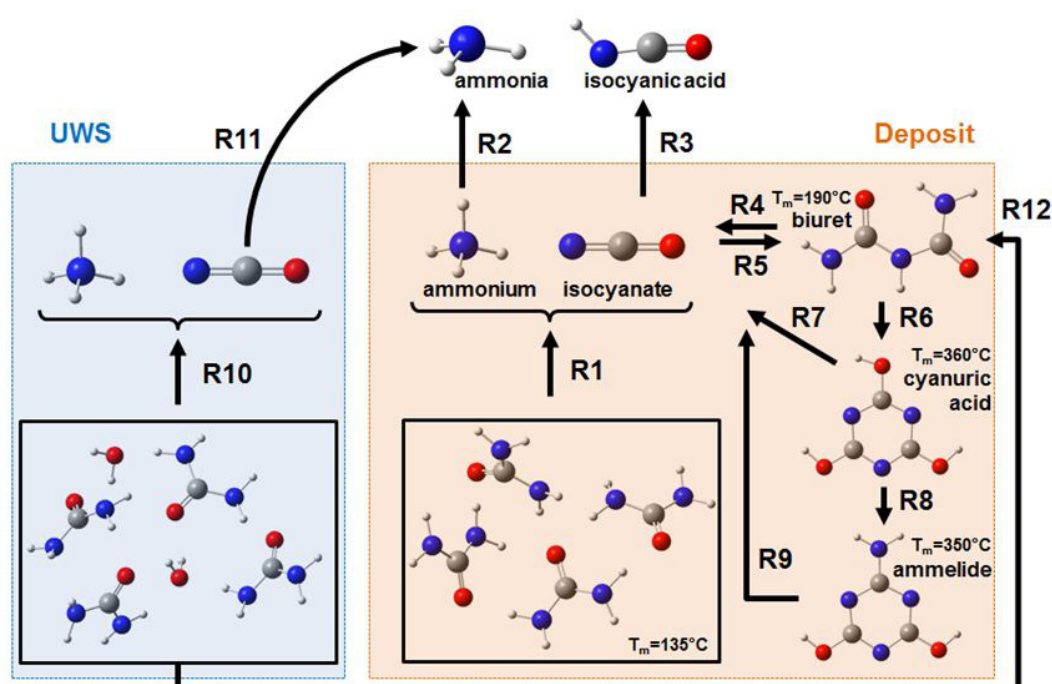 ammonia
isocyanic acid
UWS
R11
R2
R3
Deposit
R4
Tm=190°C
biuret
R12
R5
ammonium
isocyanate
R7
R6
R10
R1
Tm=360°C
cyanuric
acid
R8
R9
Tm=350°C
ammelide
Tm=135°C